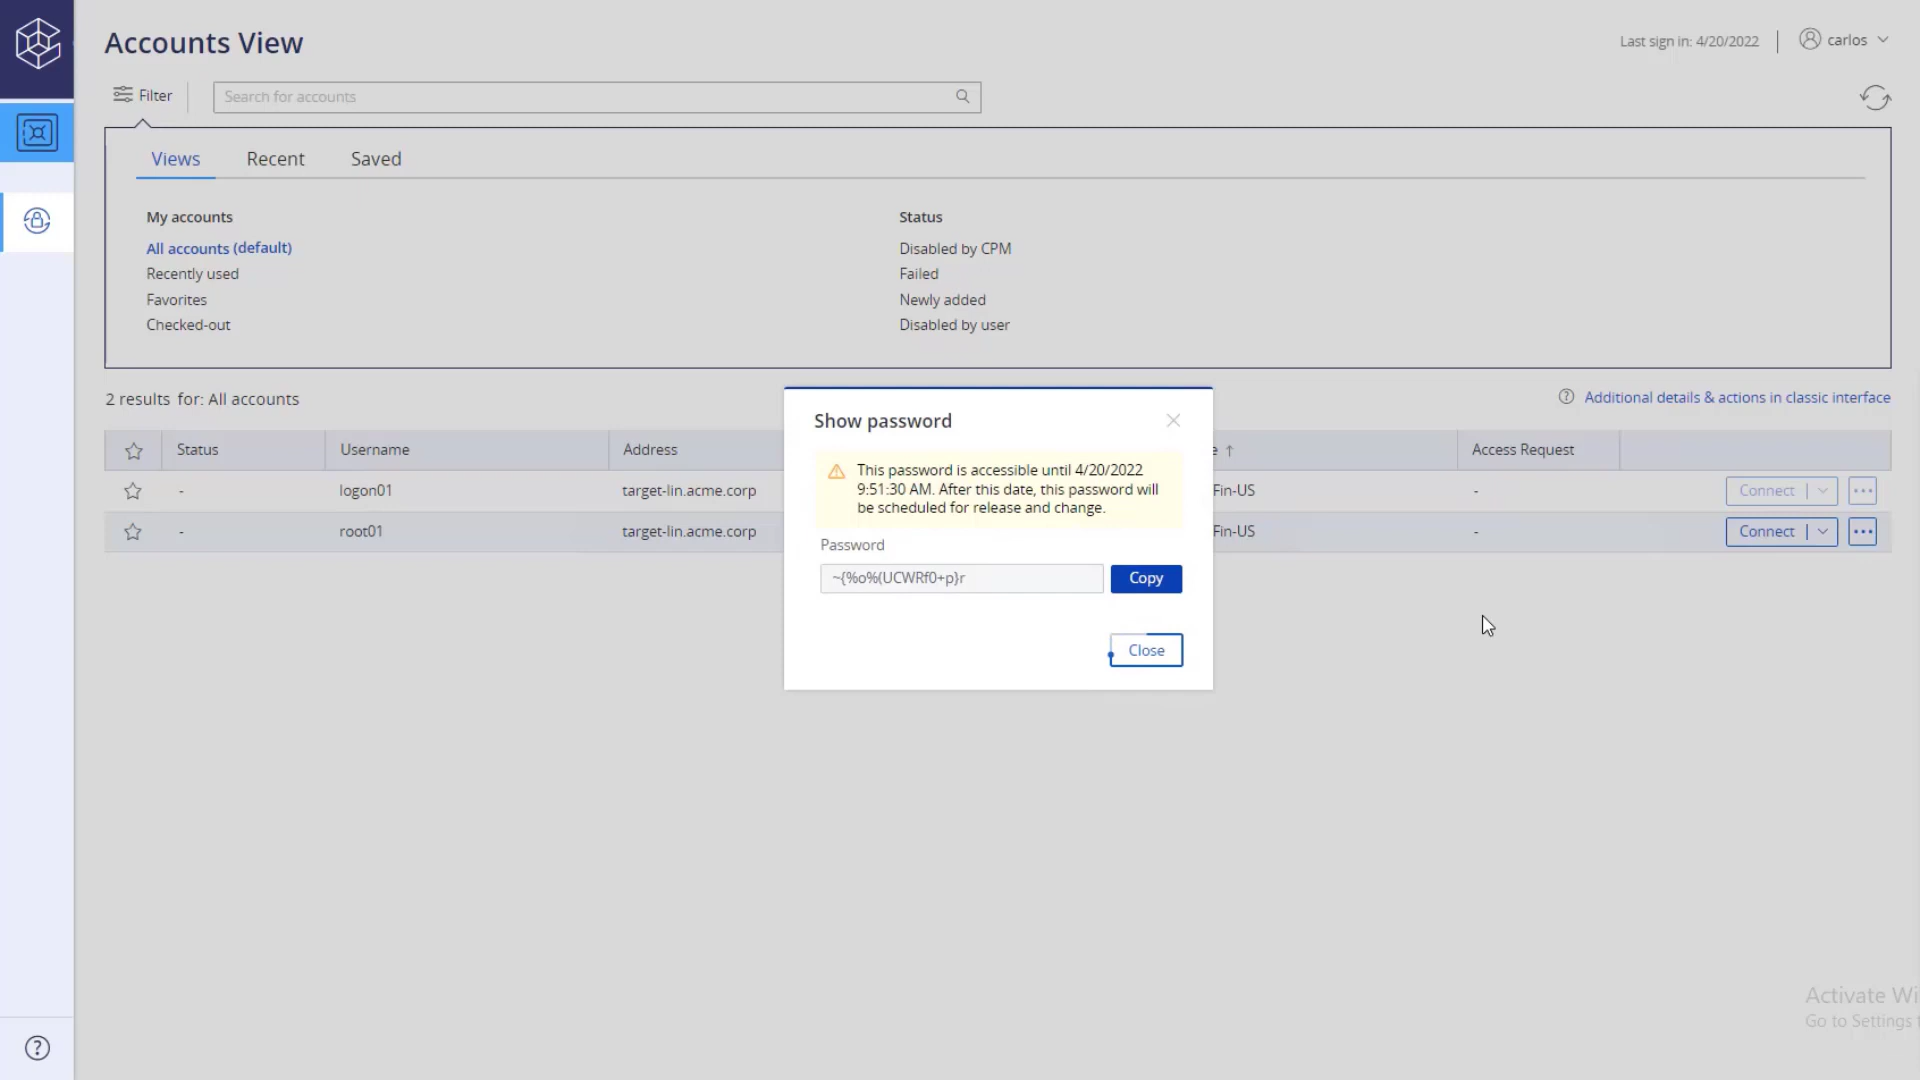 Accounts View
Last sign in: 4/20/2022
carlos
Filter
Search for accounts
Views
Recent
Saved
My accounts
Status
All accounts (default)
Disabled by CPM
Recently used
Failed
Favorites
Newly added
Checked-out
Disabled by user
2 results for: All accounts
Additional details & actions in classic interface
Status
Username
Address
e ↑
Access Request
-
logon01
target-lin.acme.corp
Fin-US
-
Connect
-
root01
target-lin.acme.corp
Fin-US
-
Connect
Show password
This password is accessible until 4/20/2022
9:51:30 AM. After this date, this password will
be scheduled for release and change.
Password
~{%o%(UCWRf0+p}r
Copy
Close
Activate Wi
Go to Settings t